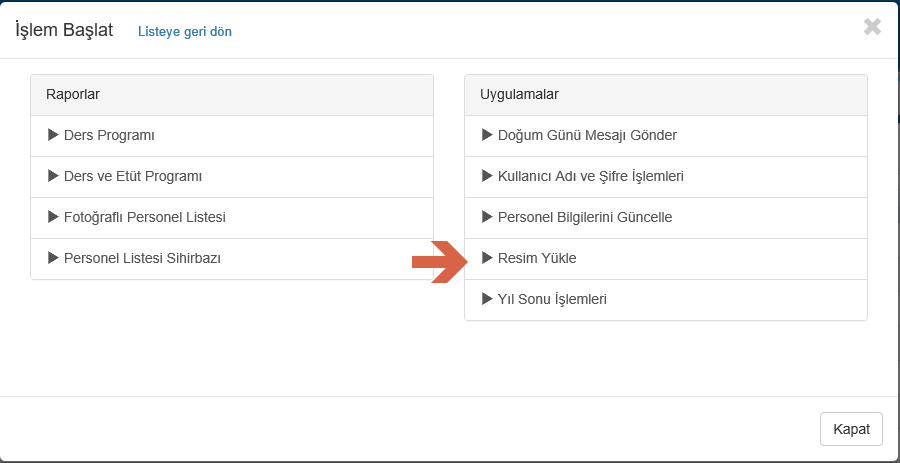 İşlem Başlat Listeye geri dön
Raporlar
Ders Programı
Ders ve Etüt Programı
Fotoğraflı Personel Listesi
Personel Listesi Sihirbazı
Uygulamalar
Doğum Günü Mesajı Gönder
Kullanıcı Adı ve Şifre İşlemleri
Personel Bilgilerini Güncelle
Resim Yükle
Yıl Sonu İşlemleri
Kapat